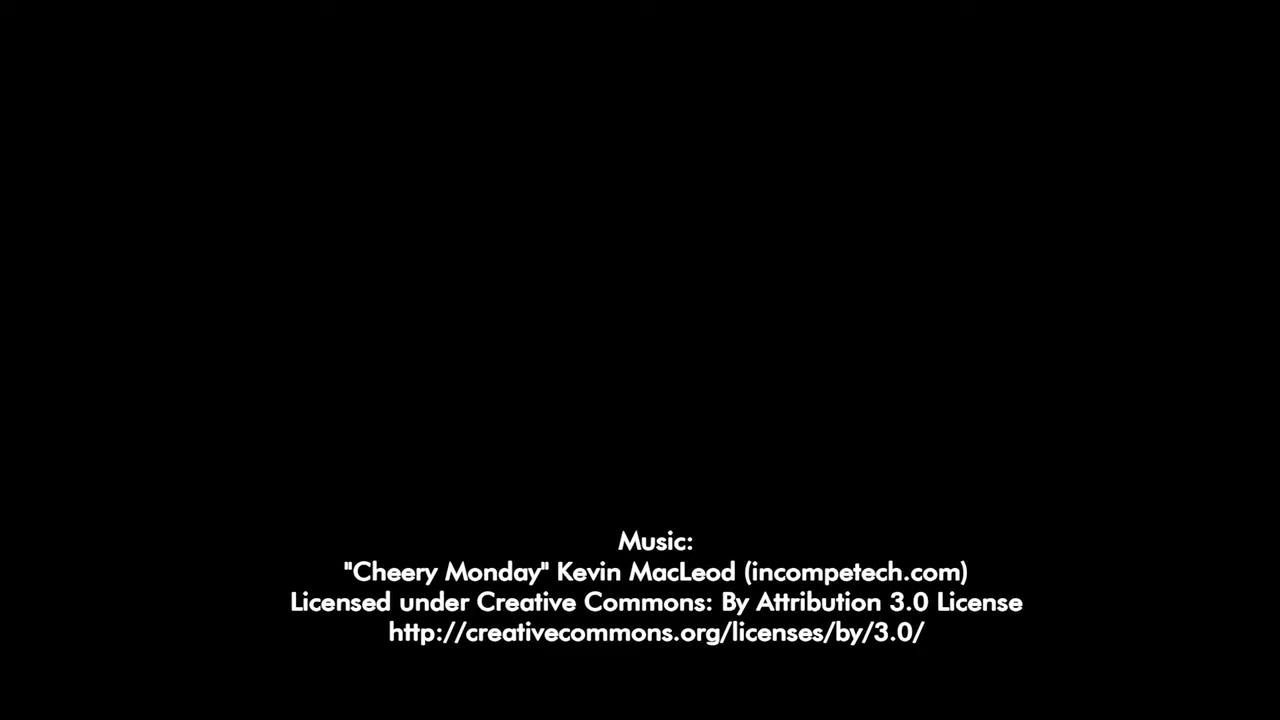 Music:
"Cheery Monday" Kevin MacLeod (incompetech.com)
Licensed under Creative Commons: By Attribution 3.0 License
http://creativecommons.org/licenses/by/3.0/